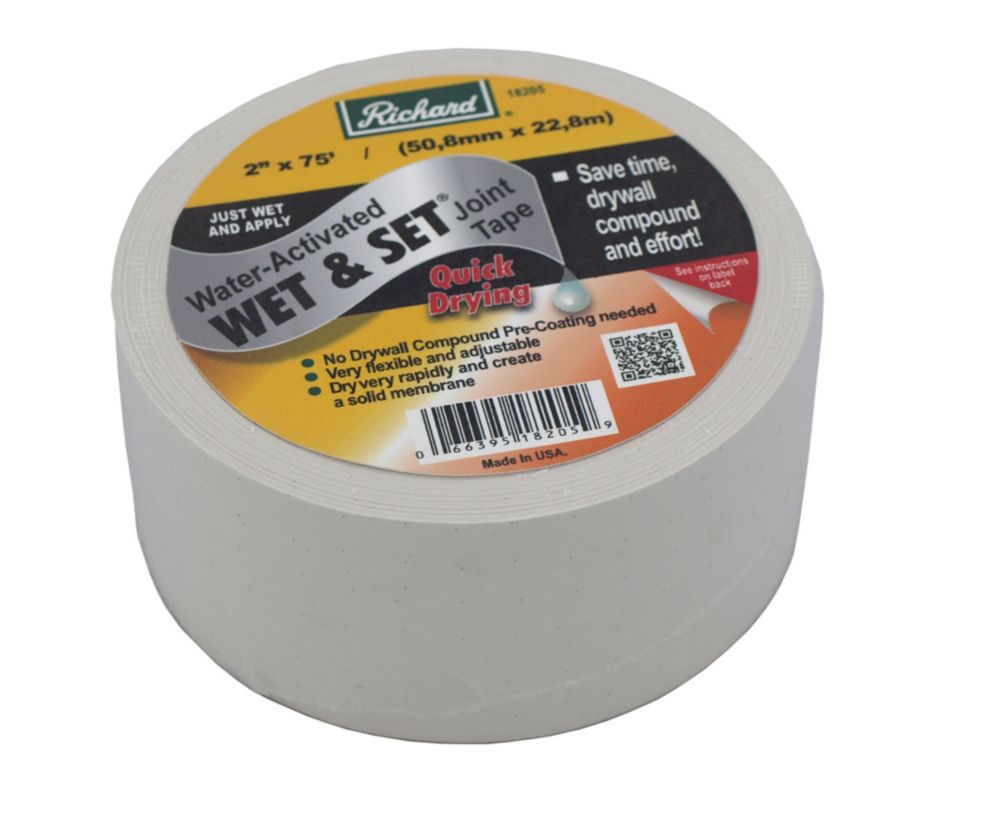 Richard®
18205
2” x 75' / (50,8mm x 22,8m)
JUST WET
AND APPLY
Water-Activated
WET & SET®
Joint
Tape
Quick
Drying
Save time,
drywall
compound
and effort!
See instructions
on label
back
No Drywall Compound Pre-Coating needed
Very flexible and adjustable
Dry very rapidly and create
a solid membrane
0 66395 18205 9
Made In USA.